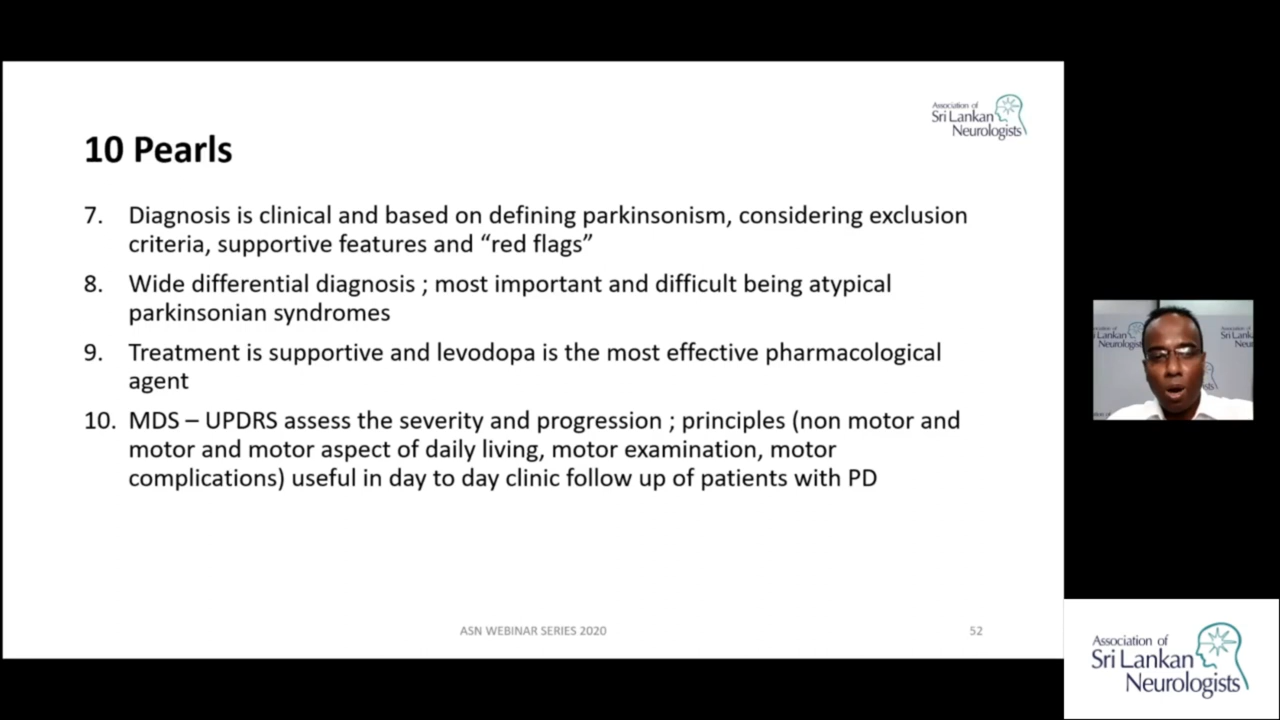 Association of
Sri Lankan
Neurologists
10 Pearls
7. Diagnosis is clinical and based on defining parkinsonism, considering exclusion
criteria, supportive features and “red flags”
8. Wide differential diagnosis ; most important and difficult being atypical
parkinsonian syndromes
9. Treatment is supportive and levodopa is the most effective pharmacological
agent
10. MDS – UPDRS assess the severity and progression ; principles (non motor and
motor and motor aspect of daily living, motor examination, motor
complications) useful in day to day clinic follow up of patients with PD
ASN WEBINAR SERIES 2020
52
Sri Lankan
Neurologists
Association of
Sri Lankan
Neurologists